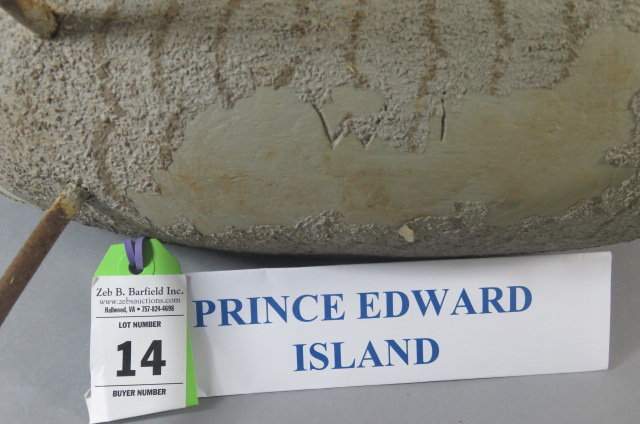 Zeb B. Barfield Inc.
www.zebsauctions.com
Hallwood, VA • 757-824-4698
LOT NUMBER
14
BUYER NUMBER
PRINCE EDWARD
ISLAND